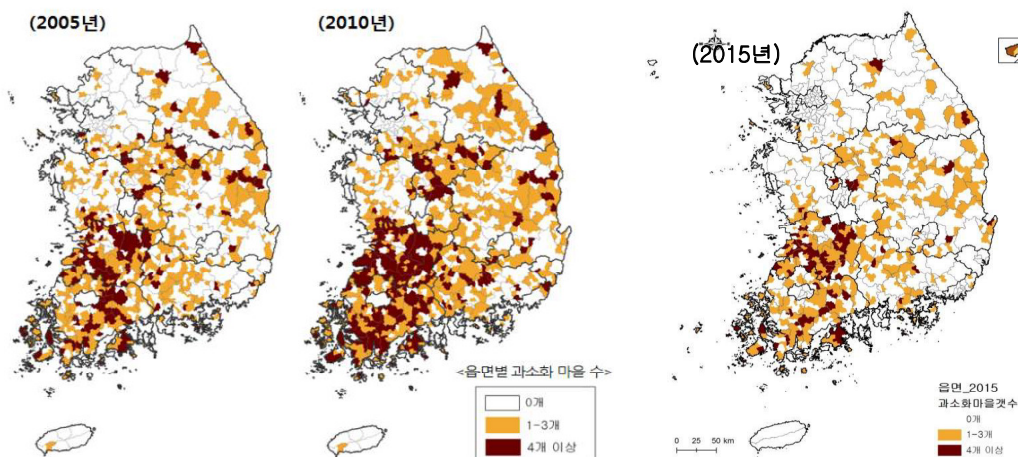 (2005년)
(2010년)
(2015년)
<읍·면별 과소화 마을 수>
0개
1-3개
4개 이상
0 25 50 km
읍면_2015
과소화마을갯수
0개
1-3개
4개 이상